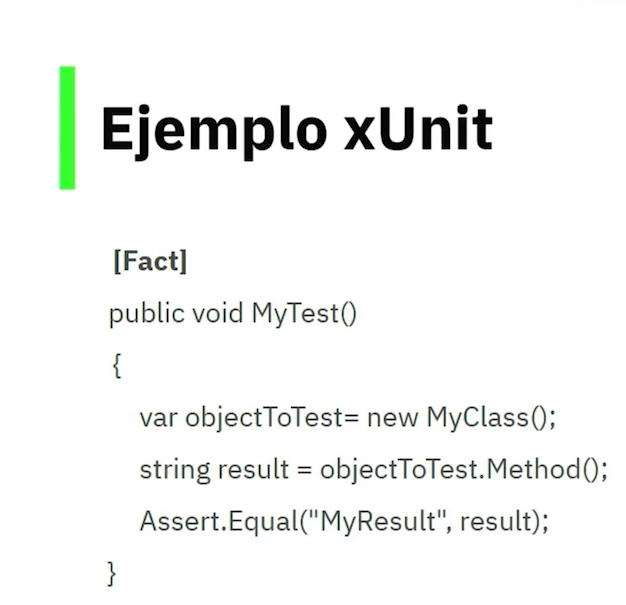 Ejemplo xUnit
[Fact]
public void MyTest()
{
var objectToTest= new MyClass();
string result = objectToTest.Method();
Assert.Equal("MyResult", result);
}